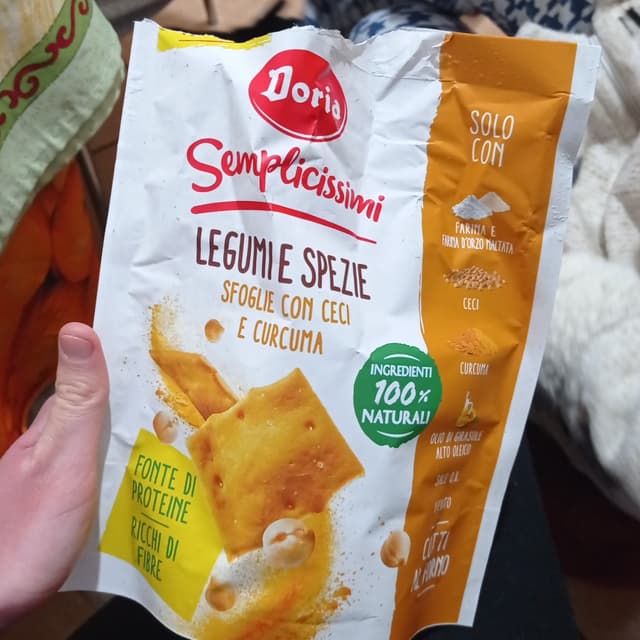 Doria
Semplicissimi
LEGUMI E SPEZIE
SFOGLIE CON CECI
E CURCUMA
INGREDIENTI
100%
NATURALI
FONTE DI
PROTEINE
RICCHI DI
FIBRE
SOLO
CON
FARINA E
FARINA D'ORZO MALTATA
CECI
CURCUMA
OLIO DI GIRASOLE
ALTO OLEICO
SALE Q.B.
COTTI
AL FORNO